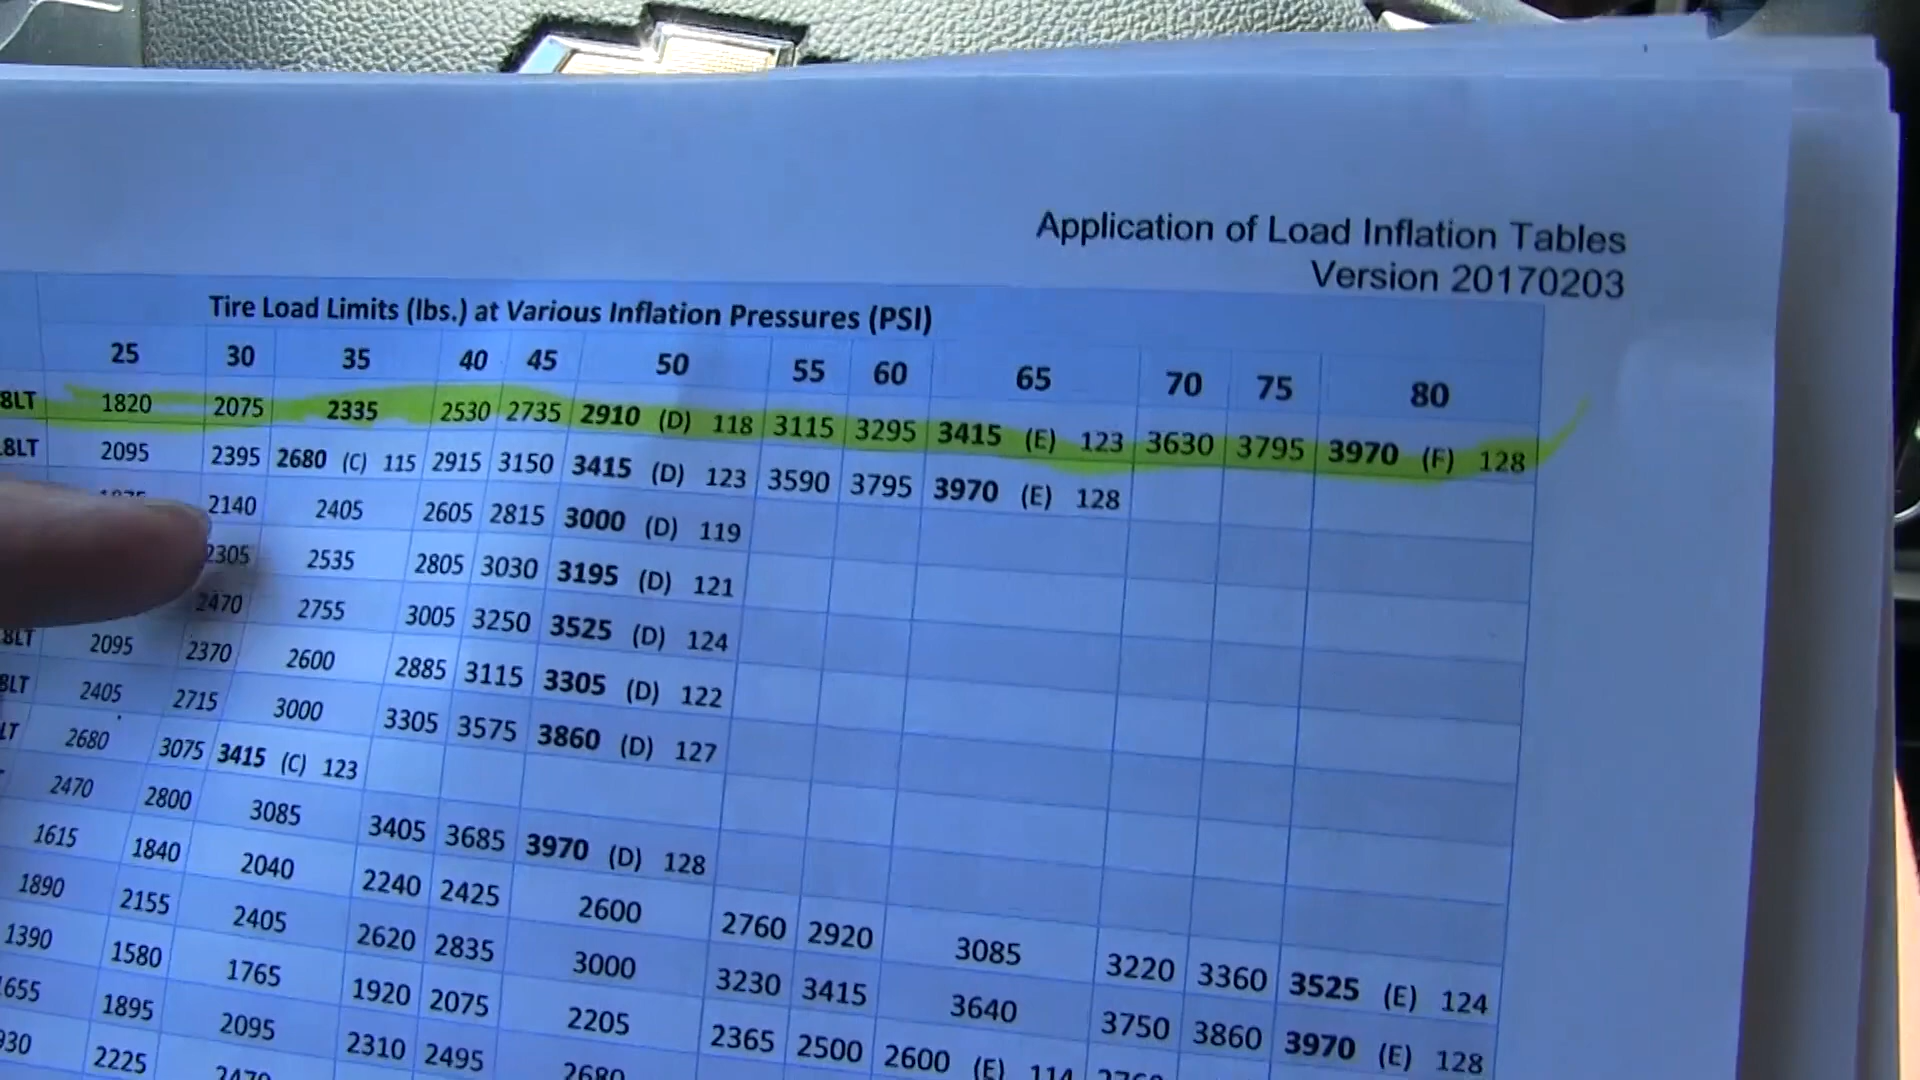 Application of Load Inflation Tables
Version 20170203
Tire Load Limits (lbs.) at Various Inflation Pressures (PSI)
25 30 35 40 45 50 55 60 65 70 75 80
8LT 1820 2075 2335 2530 2735 2910 (D) 118 3115 3295 3415 (E) 123 3630 3795 3970 (F) 128
8LT 2095 2395 2680 (C) 115 2915 3150 3415 (D) 123 3590 3795 3970 (E) 128
2140 2405 2605 2815 3000 (D) 119
2305 2535 2805 3030 3195 (D) 121
2470 2755 3005 3250 3525 (D) 124
8LT 2095 2370 2600 2885 3115 3305 (D) 122
8LT 2405 2715 3000 3305 3575 3860 (D) 127
LT 2680 3075 3415 (C) 123
2470 2800 3085 3405 3685 3970 (D) 128
1615 1840 2040 2240 2425 2600 2760 2920 3085 3220 3360 3525 (E) 124
1890 2155 2405 2620 2835 3000 3230 3415 3640 3750 3860 3970 (E) 128
1390 1580 1765 1920 2075 2205 2365 2500 2600 (E) 114
655 1895 2095 2310 2495 2680
930 2225 2470